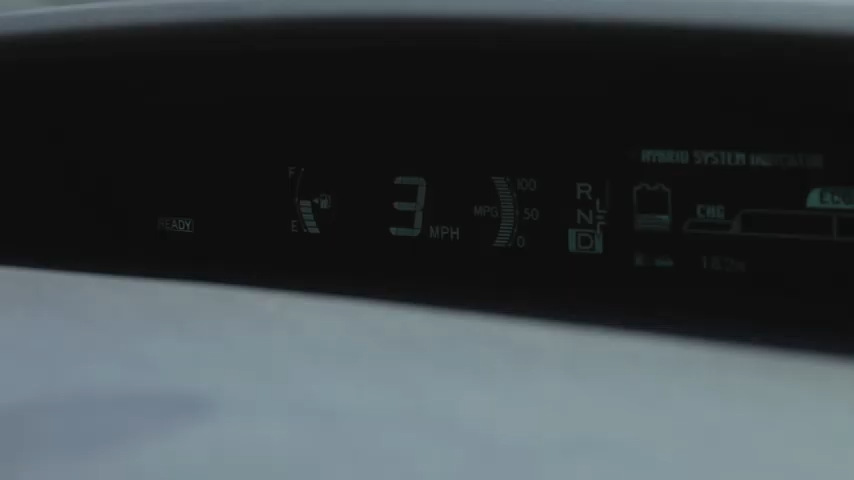 HYBRID SYSTEM INDICATOR
READY
F
E
3 MPH
MPG
100
50
0
R
N
D
CHG